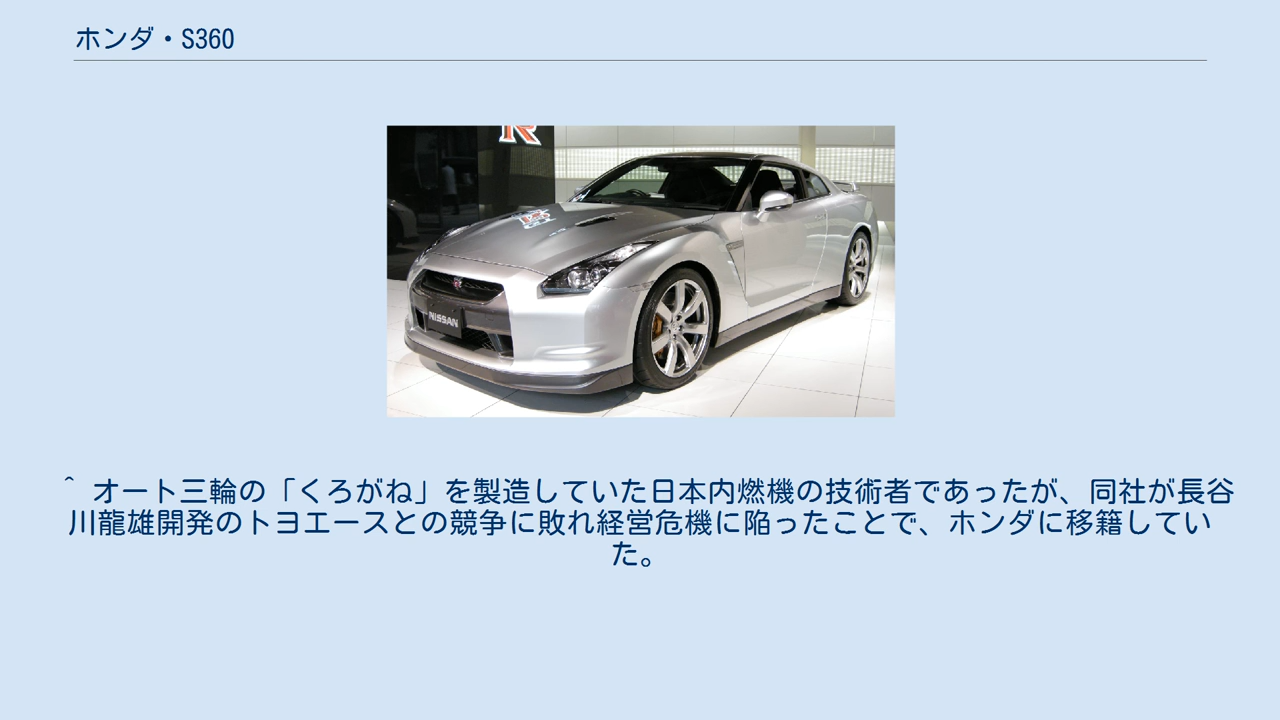 ホンダ・S360
R
NISSAN
^ オート三輪の「くろがね」を製造していた日本内燃機の技術者であったが、同社が長谷
川龍雄開発のトヨエースとの競争に敗れ経営危機に陥ったことで、ホンダに移籍してい
た。